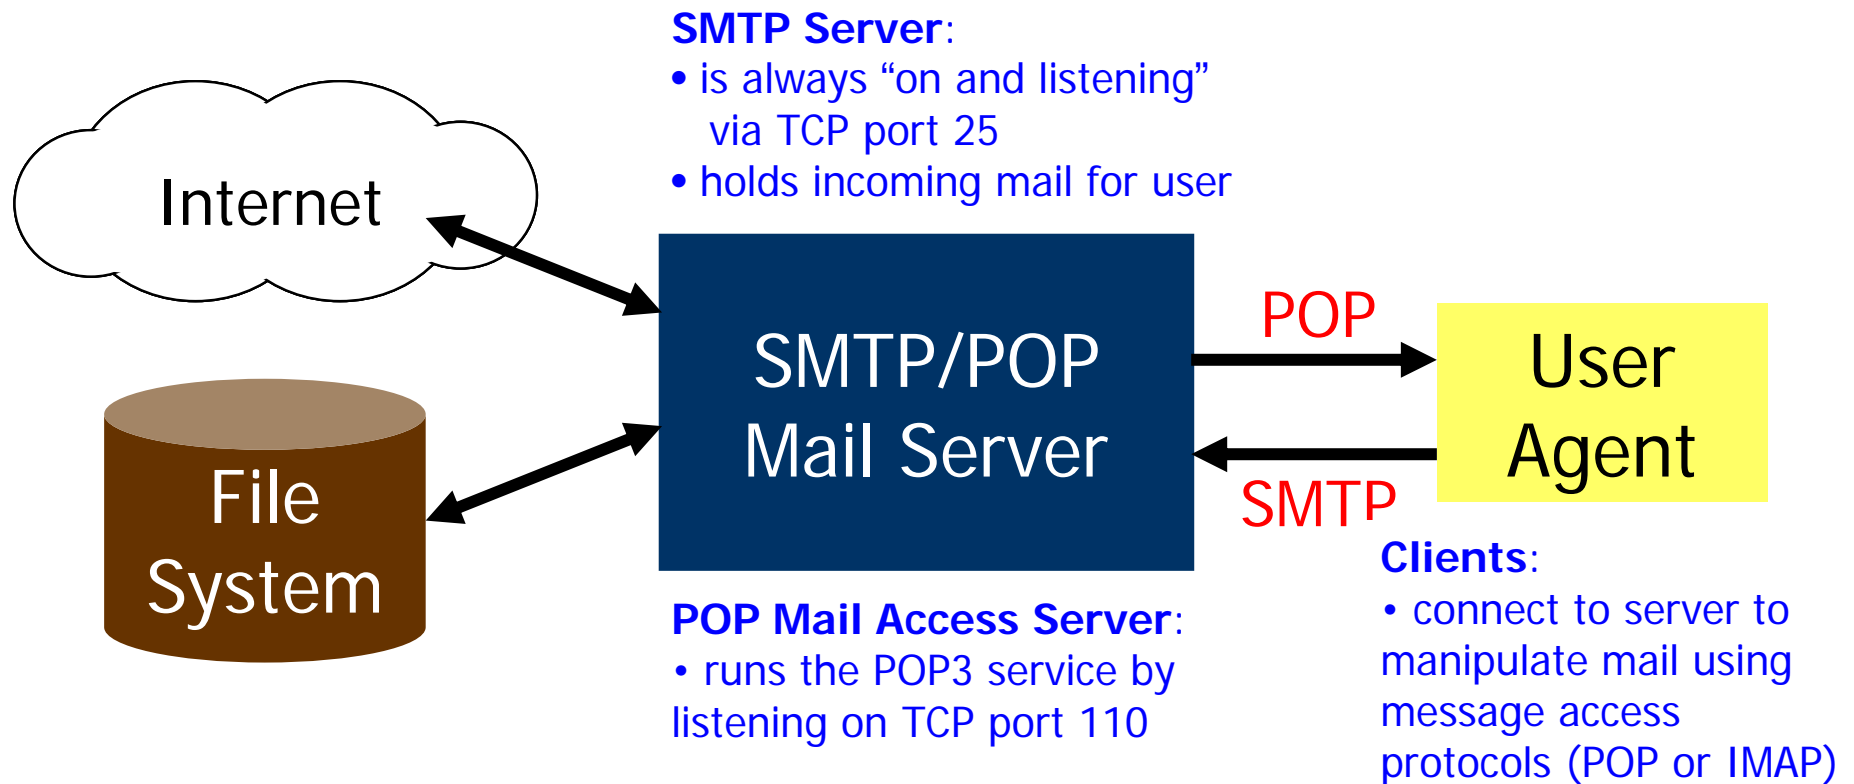 SMTP Server:
• is always “on and listening”
via TCP port 25
• holds incoming mail for user
Internet
SMTP/POP
Mail Server
POP
SMTP
User
Agent
File
System
POP Mail Access Server:
• runs the POP3 service by
listening on TCP port 110
Clients:
• connect to server to
manipulate mail using
message access
protocols (POP or IMAP)